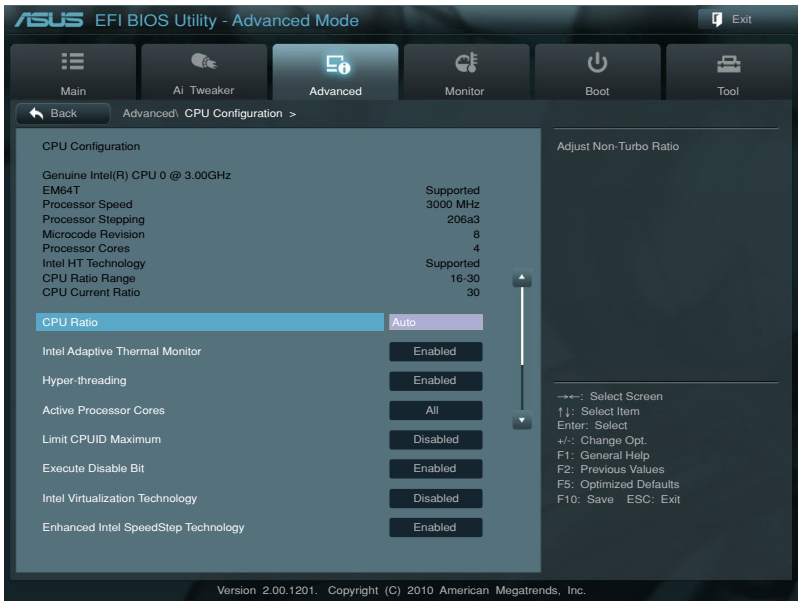 ASUS EFI BIOS Utility - Advanced Mode
Exit
Main
Ai Tweaker
Advanced
Monitor
Boot
Tool
Back
Advanced\ CPU Configuration >
CPU Configuration
Genuine Intel(R) CPU 0 @ 3.00GHz
EM64T Supported
Processor Speed 3000 MHz
Processor Stepping 206a3
Microcode Revision 8
Processor Cores 4
Intel HT Technology Supported
CPU Ratio Range 16-30
CPU Current Ratio 30
CPU Ratio Auto
Intel Adaptive Thermal Monitor Enabled
Hyper-threading Enabled
Active Processor Cores All
Limit CPUID Maximum Disabled
Execute Disable Bit Enabled
Intel Virtualization Technology Disabled
Enhanced Intel SpeedStep Technology Enabled
Adjust Non-Turbo Ratio
→←: Select Screen
↑↓: Select Item
Enter: Select
+/-: Change Opt.
F1: General Help
F2: Previous Values
F5: Optimized Defaults
F10: Save ESC: Exit
Version 2.00.1201. Copyright (C) 2010 American Megatrends, Inc.